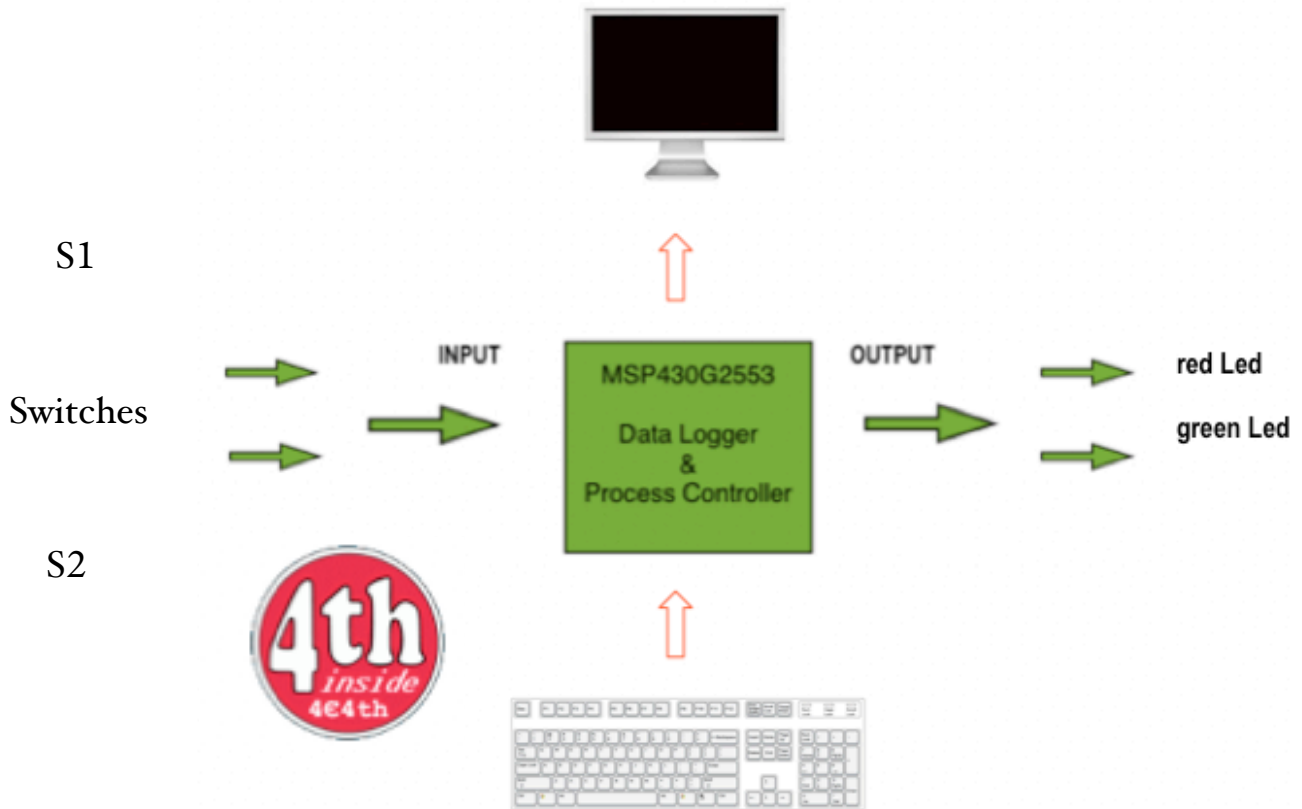 S1
INPUT
OUTPUT
MSP430G2553
red Led
Switches
Data Logger
green Led
&
Process Controller
S2
4th
inside
4€4th